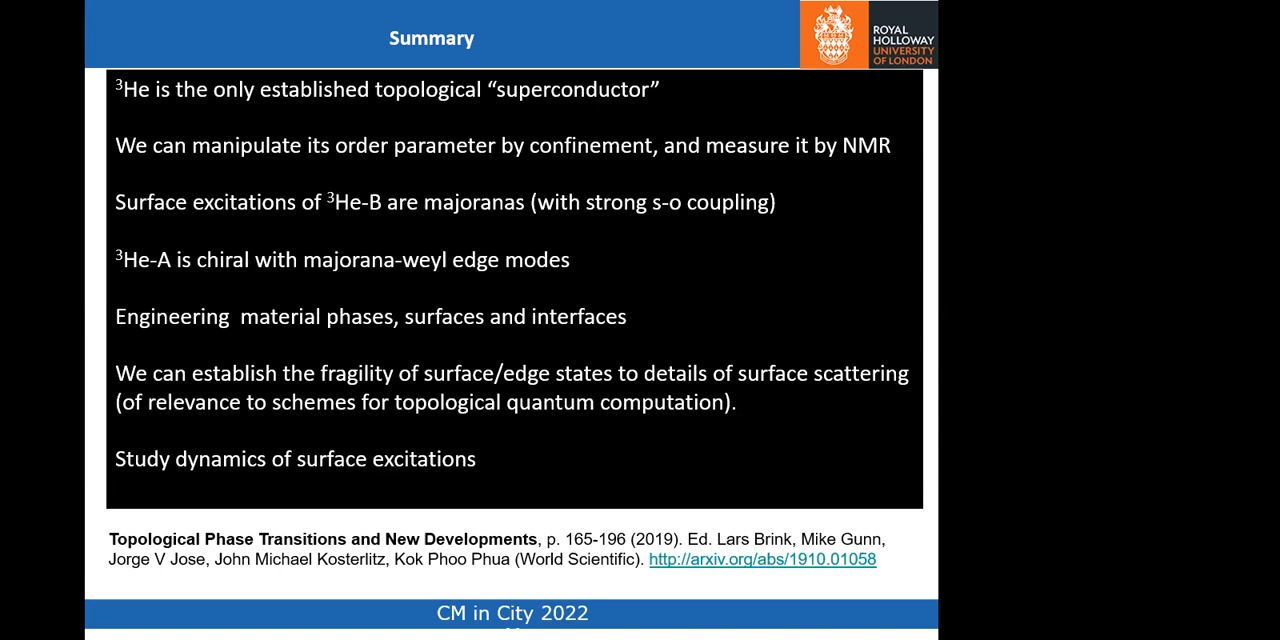 Summary
ROYAL
HOLLOWAY
UNIVERSITY
OF LONDON
³He is the only established topological “superconductor”
We can manipulate its order parameter by confinement, and measure it by NMR
Surface excitations of ³He-B are majoranas (with strong s-o coupling)
³He-A is chiral with majorana-weyl edge modes
Engineering  material phases, surfaces and interfaces
We can establish the fragility of surface/edge states to details of surface scattering
(of relevance to schemes for topological quantum computation).
Study dynamics of surface excitations
Topological Phase Transitions and New Developments, p. 165-196 (2019). Ed. Lars Brink, Mike Gunn,
Jorge V Jose, John Michael Kosterlitz, Kok Phoo Phua (World Scientific). http://arxiv.org/abs/1910.01058
CM in City 2022